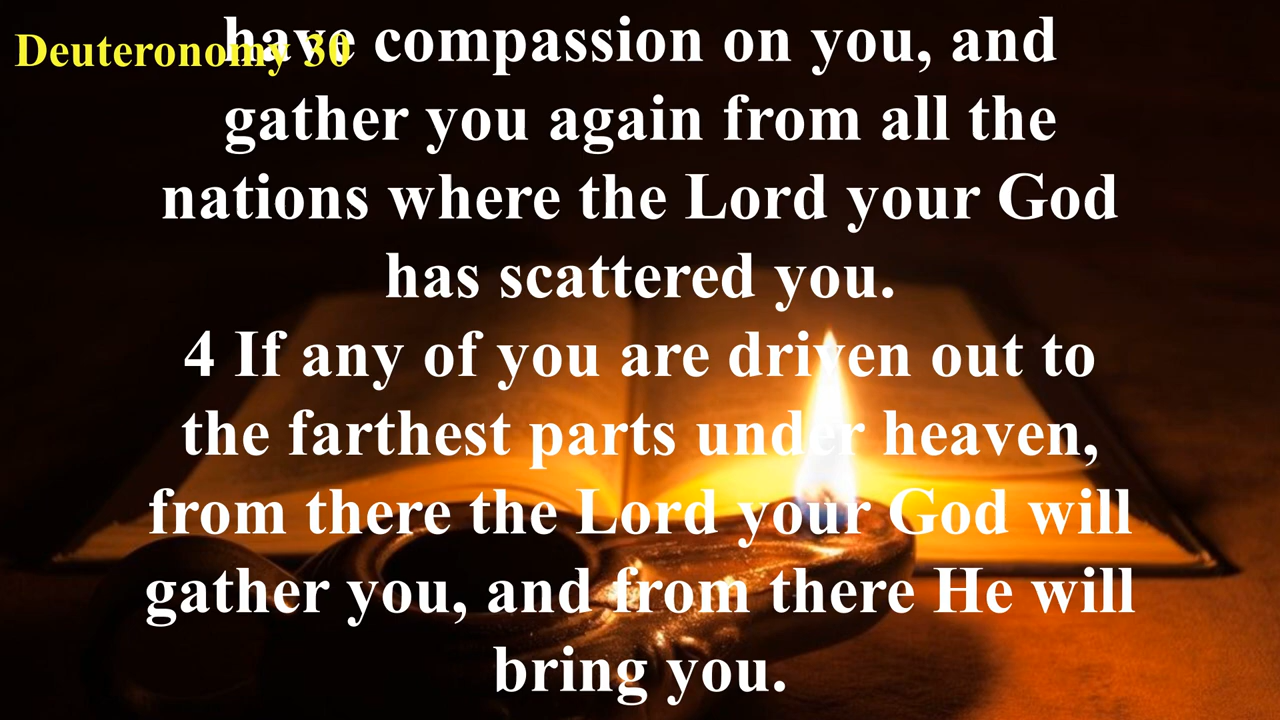 Deuteronomy 30
have compassion on you, and
gather you again from all the
nations where the Lord your God
has scattered you.
4 If any of you are driven out to
the farthest parts under heaven,
from there the Lord your God will
gather you, and from there He will
bring you.